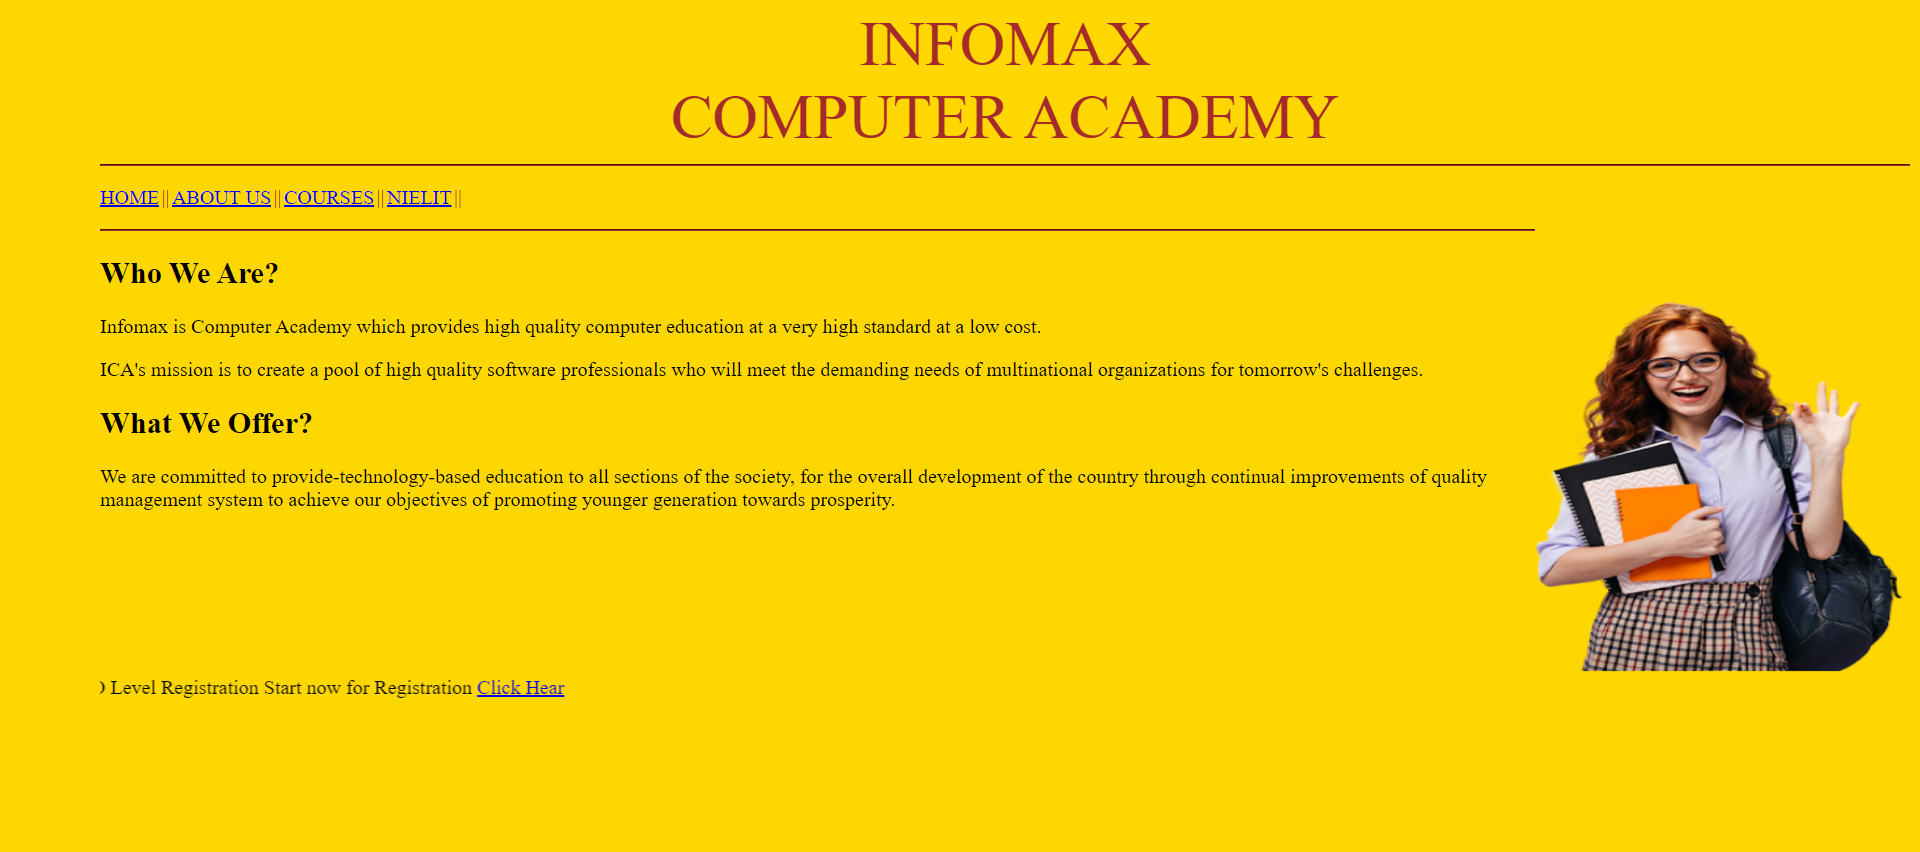 INFOMAX
COMPUTER ACADEMY
HOME || ABOUT US || COURSES || NIELIT ||
Who We Are?
Infomax is Computer Academy which provides high quality computer education at a very high standard at a low cost.
ICA's mission is to create a pool of high quality software professionals who will meet the demanding needs of multinational organizations for tomorrow's challenges.
What We Offer?
We are committed to provide-technology-based education to all sections of the society, for the overall development of the country through continual improvements of quality
management system to achieve our objectives of promoting younger generation towards prosperity.
Level Registration Start now for Registration Click Hear